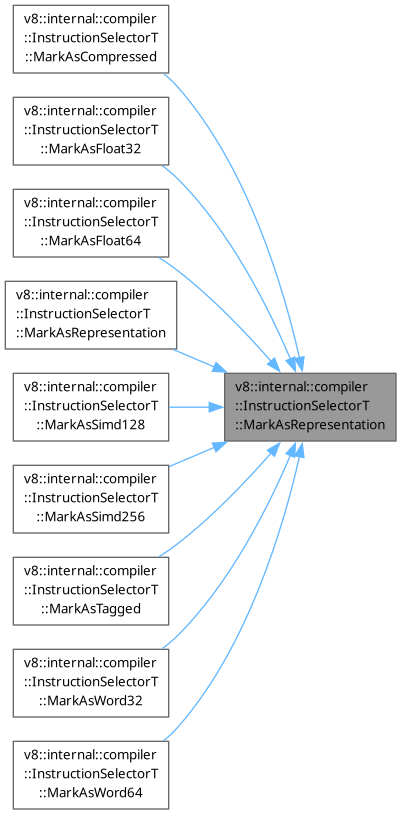 v8::internal::compiler
::InstructionSelectorT
::MarkAsCompressed
v8::internal::compiler
::InstructionSelectorT
::MarkAsFloat32
v8::internal::compiler
::InstructionSelectorT
::MarkAsFloat64
v8::internal::compiler
::InstructionSelectorT
::MarkAsRepresentation
v8::internal::compiler
::InstructionSelectorT
::MarkAsSimd128
v8::internal::compiler
::InstructionSelectorT
::MarkAsRepresentation
v8::internal::compiler
::InstructionSelectorT
::MarkAsSimd256
v8::internal::compiler
::InstructionSelectorT
::MarkAsTagged
v8::internal::compiler
::InstructionSelectorT
::MarkAsWord32
v8::internal::compiler
::InstructionSelectorT
::MarkAsWord64